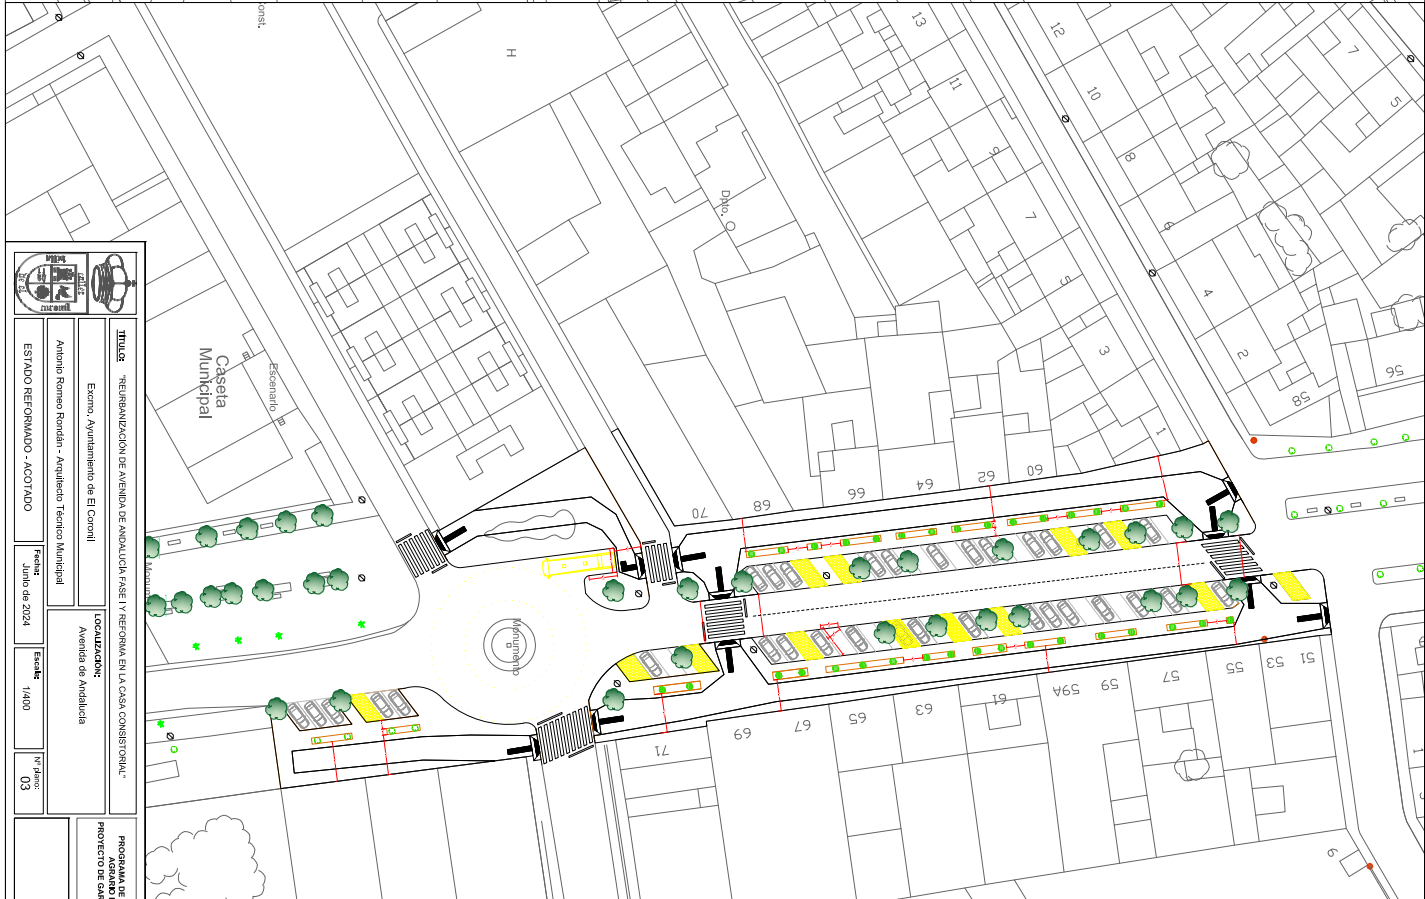 TÍTULO: "REURBANIZACIÓN DE AVENIDA DE ANDALUCÍA FASE I Y REFORMA EN LA CASA CONSISTORIAL"
Excmo. Ayuntamiento de El Coronil
LOCALIZACIÓN:
Avenida de Andalucía
Antonio Romeo Rondán - Arquitecto Técnico Municipal
ESTADO REFORMADO - ACOTADO
Fecha:
Junio de 2024
Escala:
1/400
Nº plano:
03
PROGRAMA DE
AGRARIO
PROYECTO DE GAR
Caseta
Municipal
Escenario
Monumento
Dpto. O
onst.
H
13
11
9
7
5
3
1
12
10
8
6
4
2
7
5
56
58
60
62
64
66
68
70
51
53
55
57
59
59A
61
63
65
67
69
71
9